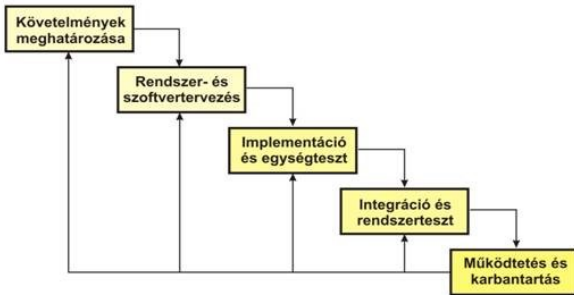 Követelmények
meghatározása
Rendszer- és
szoftvertervezés
Implementáció
és egységteszt
Integráció és
rendszerteszt
Működtetés és
karbantartás